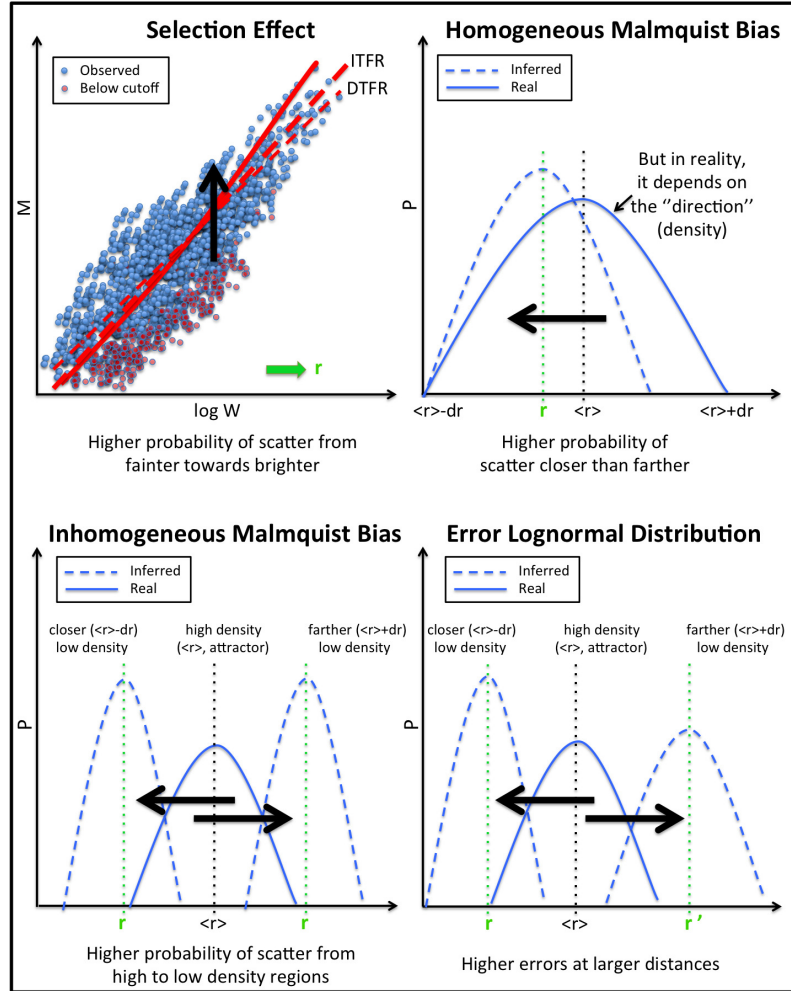 Selection Effect
Observed
Below cutoff
ITFR
DTFR
M
r
log W
Higher probability of scatter from
fainter towards brighter
Homogeneous Malmquist Bias
Inferred
Real
But in reality,
it depends on
the ‘‘direction’’
(density)
P
<r>-dr
r
<r>
<r>+dr
Higher probability of
scatter closer than farther
Inhomogeneous Malmquist Bias
Inferred
Real
closer (<r>-dr)
low density
high density
(<r>, attractor)
farther (<r>+dr)
low density
P
r
<r>
r
Higher probability of scatter from
high to low density regions
Error Lognormal Distribution
Inferred
Real
closer (<r>-dr)
low density
high density
(<r>, attractor)
farther (<r>+dr)
low density
P
r
<r>
r’
Higher errors at larger distances